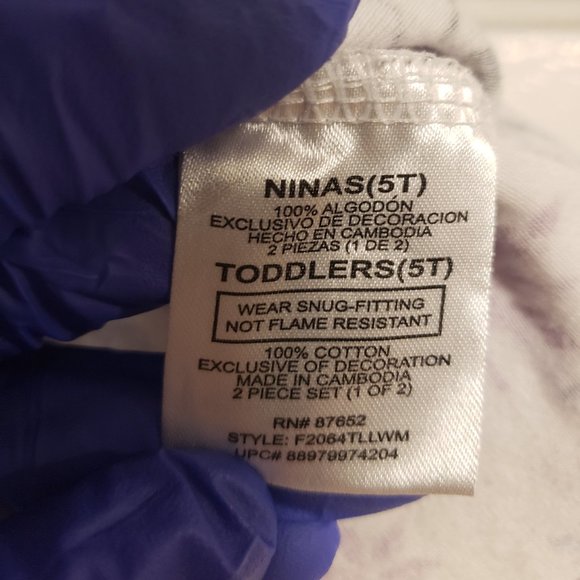 NINAS(5T)
100% ALGODÓN
EXCLUSIVO DE DECORACION
HECHO EN CAMBODIA
2 PIEZAS (1 DE 2)
TODDLERS(5T)
WEAR SNUG-FITTING
NOT FLAME RESISTANT
100% COTTON
EXCLUSIVE OF DECORATION
MADE IN CAMBODIA
2 PIECE SET (1 OF 2)
RN# 87652
STYLE: F2064TLLWM
UPC# 88979974204